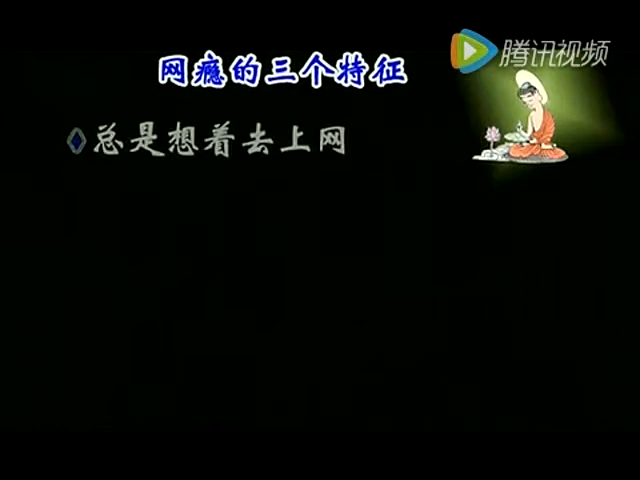 腾讯视频
网瘾的三个特征
总是想着去上网